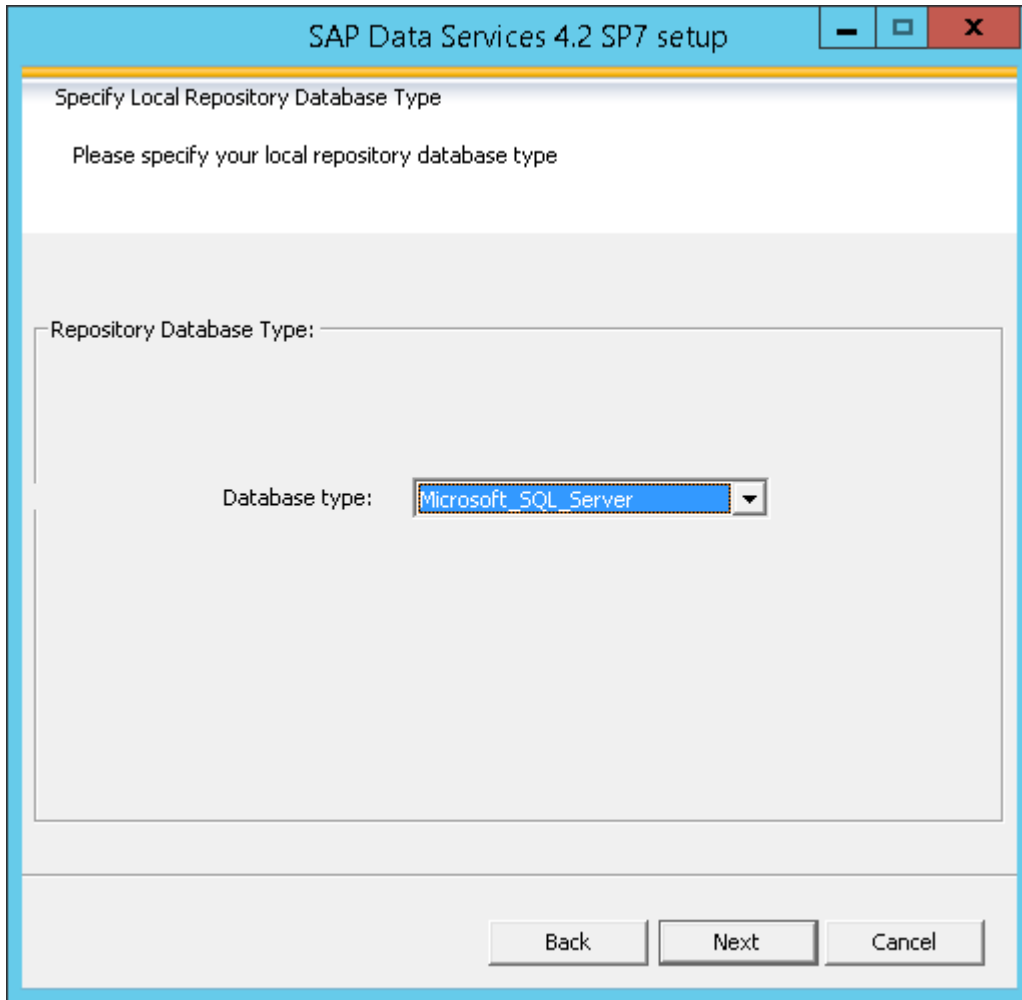 SAP Data Services 4.2 SP7 setup
Specify Local Repository Database Type
Please specify your local repository database type
Repository Database Type:
Database type: Microsoft_SQL_Server
Back Next Cancel